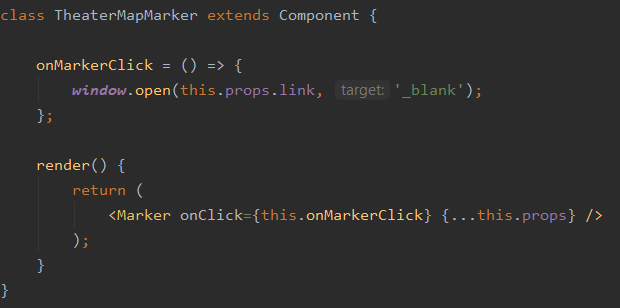 class TheaterMapMarker extends Component {
onMarkerClick = () => {
window.open(this.props.link, target: '_blank');
};
render() {
return (
<Marker onClick={this.onMarkerClick} {...this.props} />
);
}
}